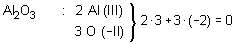 Al₂O₃ : 2 Al (III)
3 O (–II) } 2·3+3·(–2) = 0